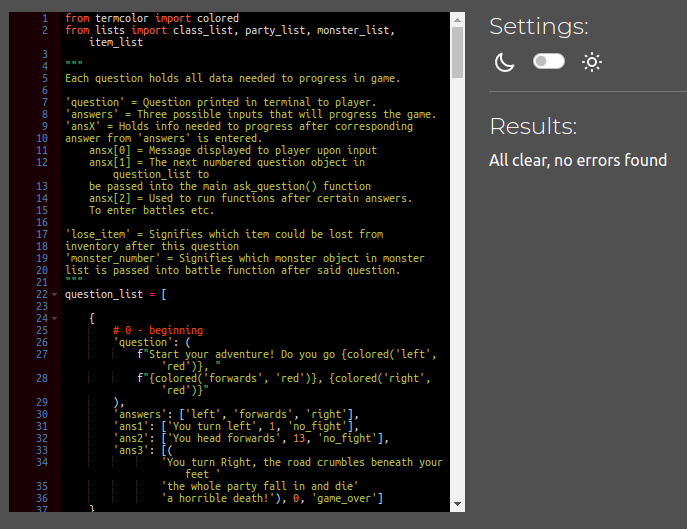 Settings:
Results:
All clear, no errors found
1 from termcolor import colored
2 from lists import class_list, party_list, monster_list,
item_list
3
4 """
5 Each question holds all data needed to progress in game.
6
7 'question' = Question printed in terminal to player.
8 'answers' = Three possible inputs that will progress the game.
9 'ansX' = Holds info needed to progress after corresponding
10 answer from 'answers' is entered.
11 ansx[0] = Message displayed to player upon input
12 ansx[1] = The next numbered question object in
question_list to
13 be passed into the main ask_question() function
14 ansx[2] = Used to run functions after certain answers.
15 To enter battles etc.
16
17 'lose_item' = Signifies which item could be lost from
18 inventory after this question
19 'monster_number' = Signifies which monster object in monster
20 list is passed into battle function after said question.
21 """
22 question_list = [
23
24 {
25 # 0 - beginning
26 'question': (
27 f"Start your adventure! Do you go {colored('left',
'red')}, "
28 f"{colored('forwards', 'red')}, {colored('right',
'red')}"
29 ),
30 'answers': ['left', 'forwards', 'right'],
31 'ans1': ['You turn left', 1, 'no_fight'],
32 'ans2': ['You head forwards', 13, 'no_fight'],
33 'ans3': [(
34 'You turn Right, the road crumbles beneath your
feet '
35 'the whole party fall in and die'
36 'a horrible death!'), 0, 'game_over']
37 }